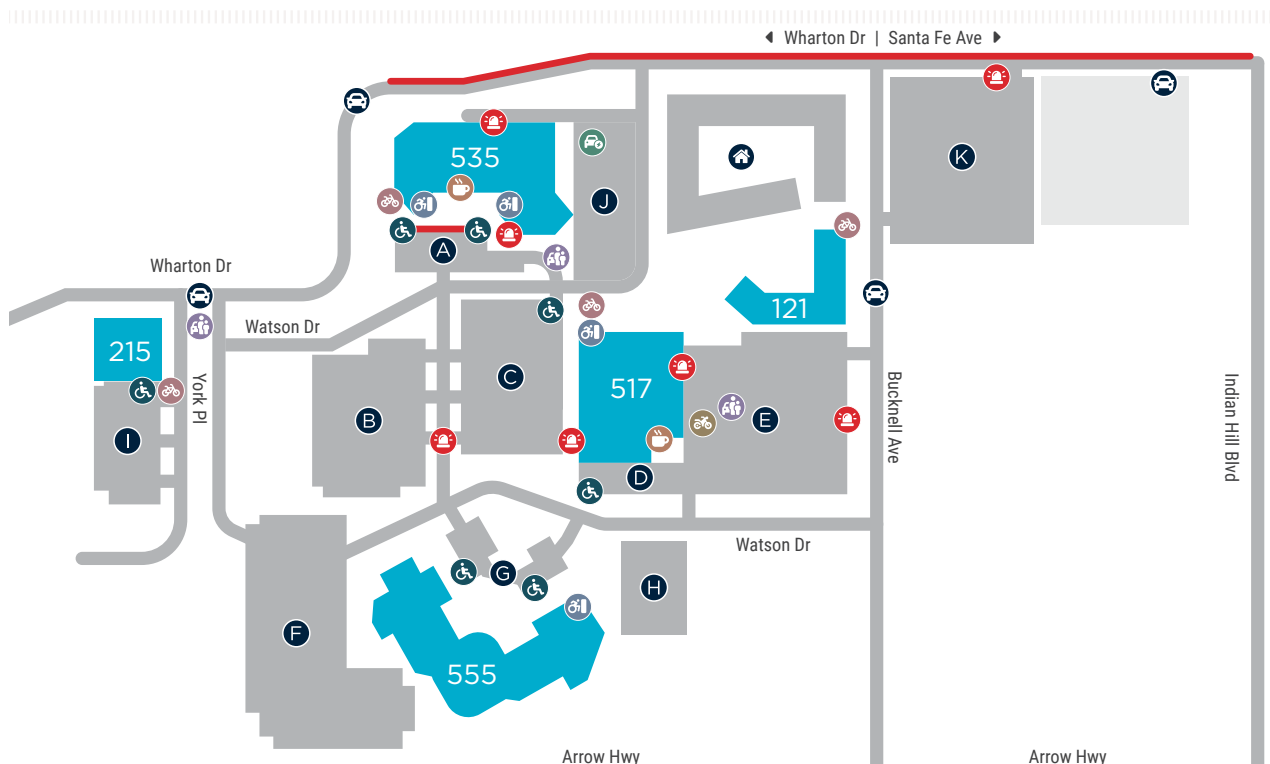 Wharton Dr | Santa Fe Ave
535
K
J
A
Wharton Dr
121
Watson Dr
215
C
York Pl
517
Bucknell Ave
Indian Hill Blvd
B
E
I
D
Watson Dr
G
H
F
555
Arrow Hwy
Arrow Hwy